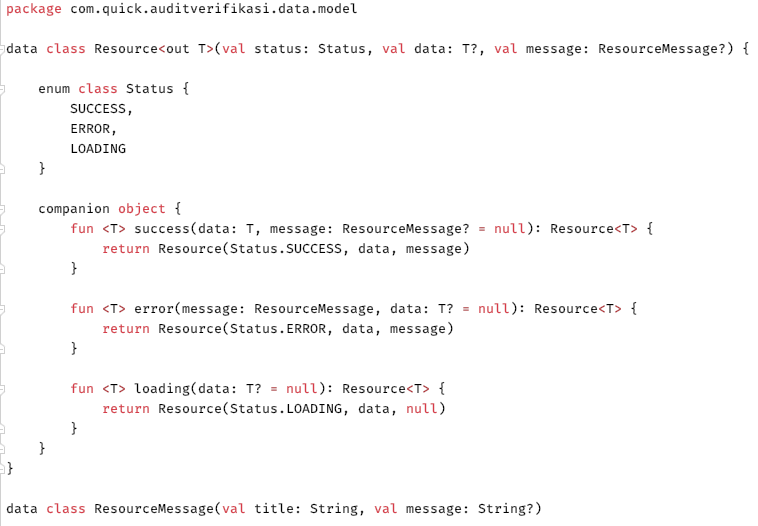 package com.quick.auditverifikasi.data.model
data class Resource<out T>(val status: Status, val data: T?, val message: ResourceMessage?) {
enum class Status {
SUCCESS,
ERROR,
LOADING
}
companion object {
fun <T> success(data: T, message: ResourceMessage? = null): Resource<T> {
return Resource(Status.SUCCESS, data, message)
}
fun <T> error(message: ResourceMessage, data: T? = null): Resource<T> {
return Resource(Status.ERROR, data, message)
}
fun <T> loading(data: T? = null): Resource<T> {
return Resource(Status.LOADING, data, null)
}
}
}
data class ResourceMessage(val title: String, val message: String?)